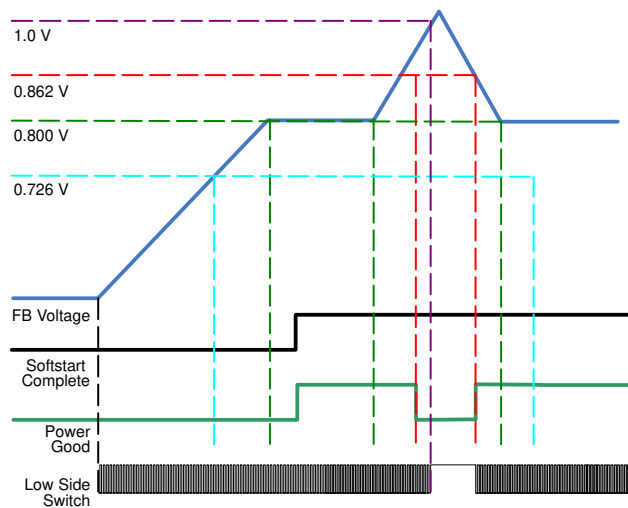 1.0 V
0.862 V
0.800 V
0.726 V
FB Voltage
Softstart
Complete
Power
Good
Low Side
Switch